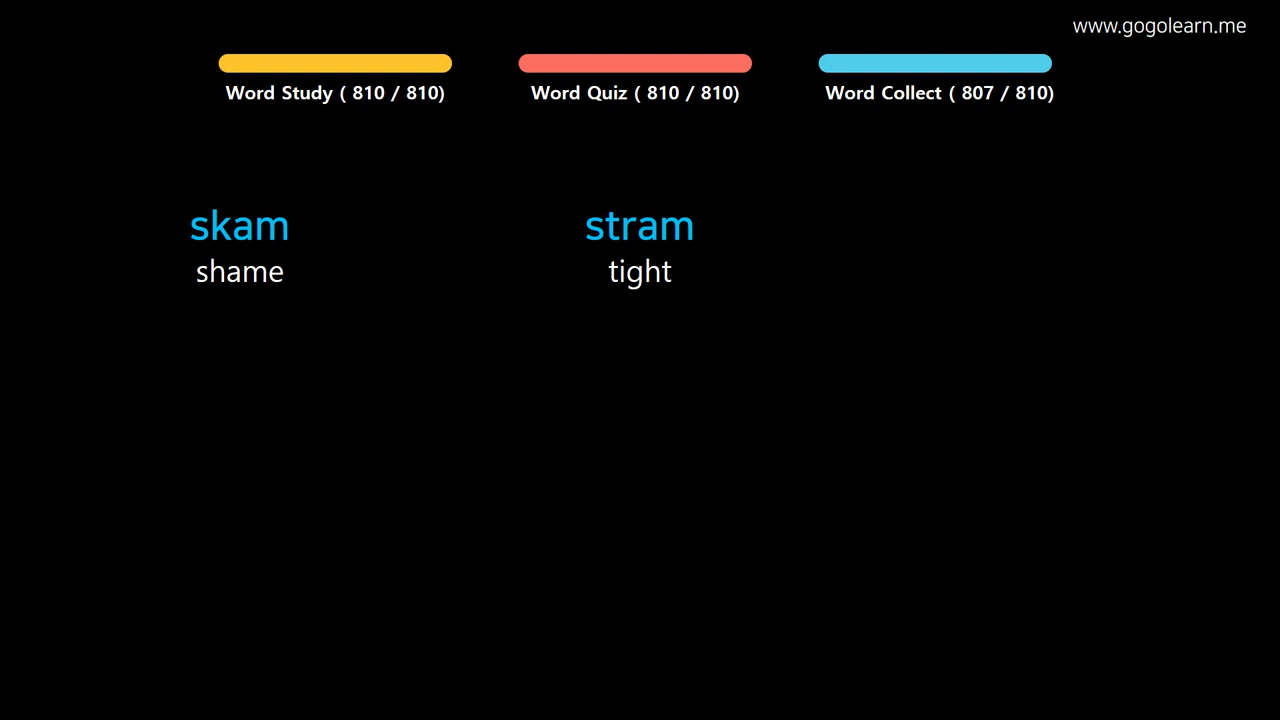 www.gogolearn.me
Word Study ( 810 / 810)
Word Quiz ( 810 / 810)
Word Collect ( 807 / 810)
skam
shame
stram
tight